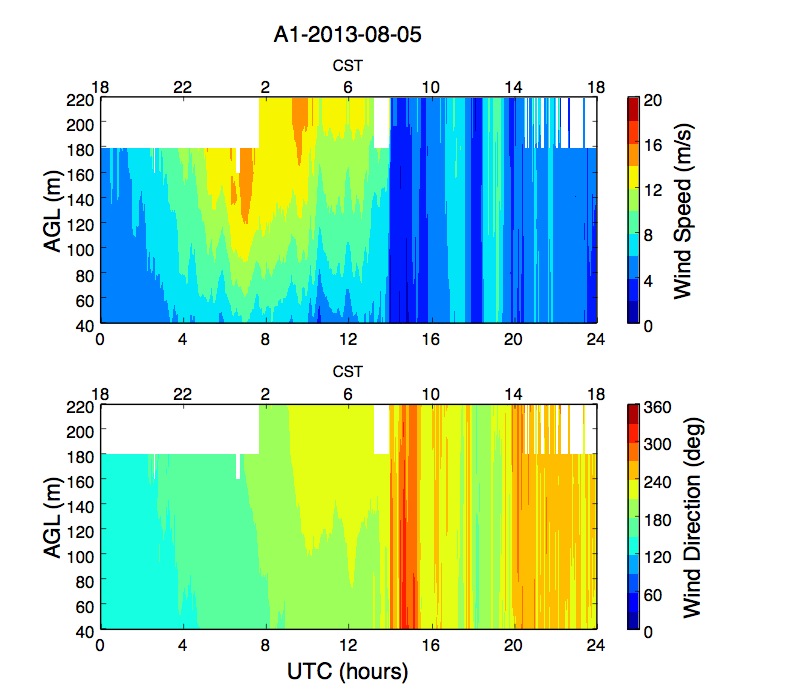 A1-2013-08-05
CST
18 22 2 6 10 14 18
220
200
180
160
140
120
100
80
60
40
AGL (m)
0 4 8 12 16 20 24
20
16
12
8
4
0
Wind Speed (m/s)
CST
18 22 2 6 10 14 18
220
200
180
160
140
120
100
80
60
40
AGL (m)
0 4 8 12 16 20 24
UTC (hours)
360
300
240
180
120
60
0
Wind Direction (deg)